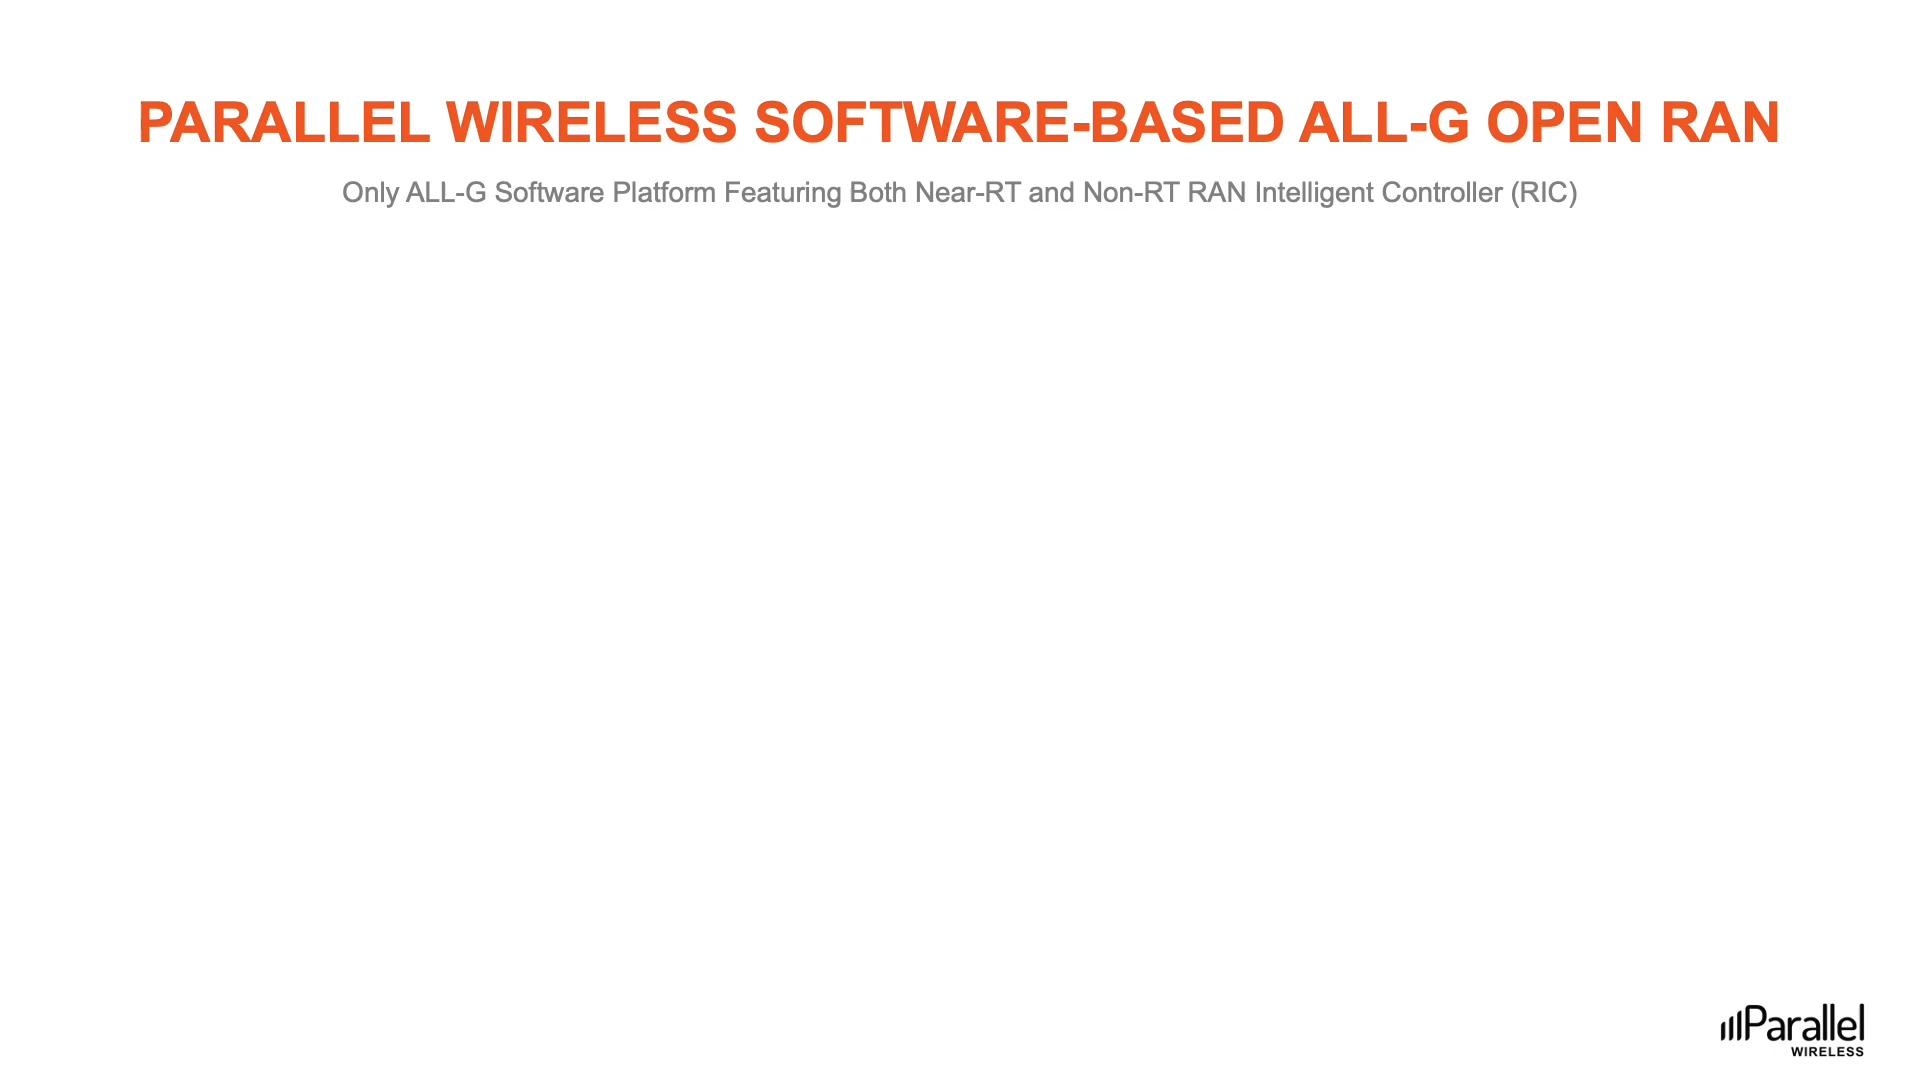 PARALLEL WIRELESS SOFTWARE-BASED ALL-G OPEN RAN
Only ALL-G Software Platform Featuring Both Near-RT and Non-RT RAN Intelligent Controller (RIC)
Parallel
WIRELESS